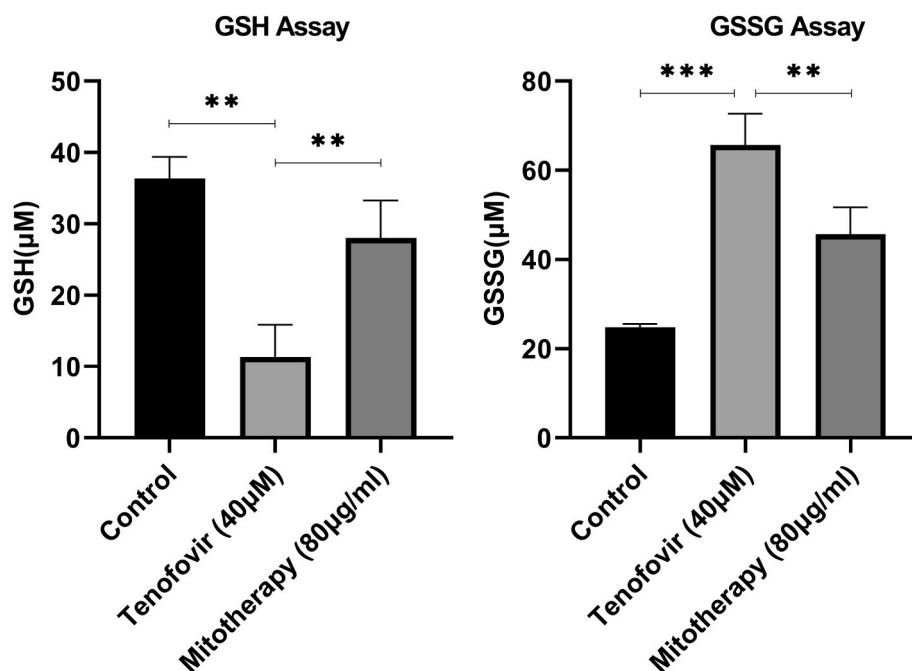 GSH Assay
50
40
30
20
10
0
GSH(μM)
**
**
Control
Tenofovir (40μM)
Mitotherapy (80μg/ml)
GSSG Assay
80
60
40
20
0
GSSG(μM)
***
**
Control
Tenofovir (40μM)
Mitotherapy (80μg/ml)